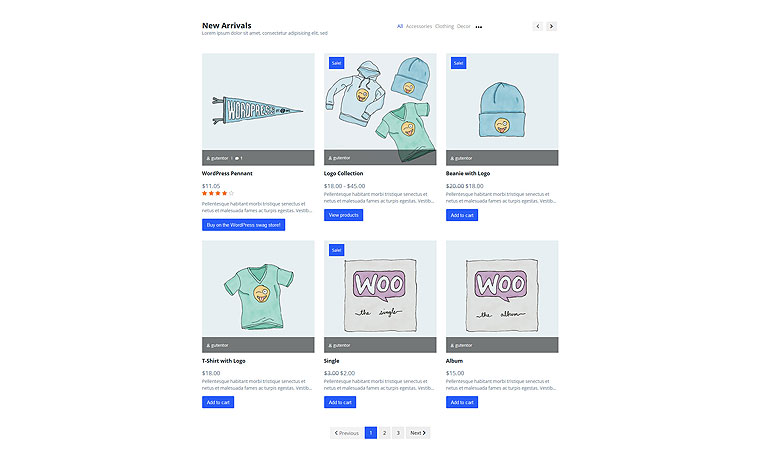 New Arrivals
Lorem ipsum dolor sit amet, consectetur adipisicing elit, sed
All Accessories Clothing Decor •••
WORDPRESS
gutentor 1
WordPress Pennant
$11.05
Pellentesque habitant morbi tristique senectus et
netus et malesuada fames ac turpis egestas. Vestib...
Buy on the WordPress swag store!
Sale!
gutentor
Logo Collection
$18.00 - $45.00
Pellentesque habitant morbi tristique senectus et
netus et malesuada fames ac turpis egestas. Vestib...
View products
Sale!
gutentor
Beanie with Logo
$20.00 $18.00
Pellentesque habitant morbi tristique senectus et
netus et malesuada fames ac turpis egestas. Vestib...
Add to cart
gutentor
T-Shirt with Logo
$18.00
Pellentesque habitant morbi tristique senectus et
netus et malesuada fames ac turpis egestas. Vestib...
Add to cart
Sale!
WOO
the single
gutentor
Single
$3.00 $2.00
Pellentesque habitant morbi tristique senectus et
netus et malesuada fames ac turpis egestas. Vestib...
Add to cart
WOO
the album
gutentor
Album
$15.00
Pellentesque habitant morbi tristique senectus et
netus et malesuada fames ac turpis egestas. Vestib...
Add to cart
Previous 1 2 3 Next